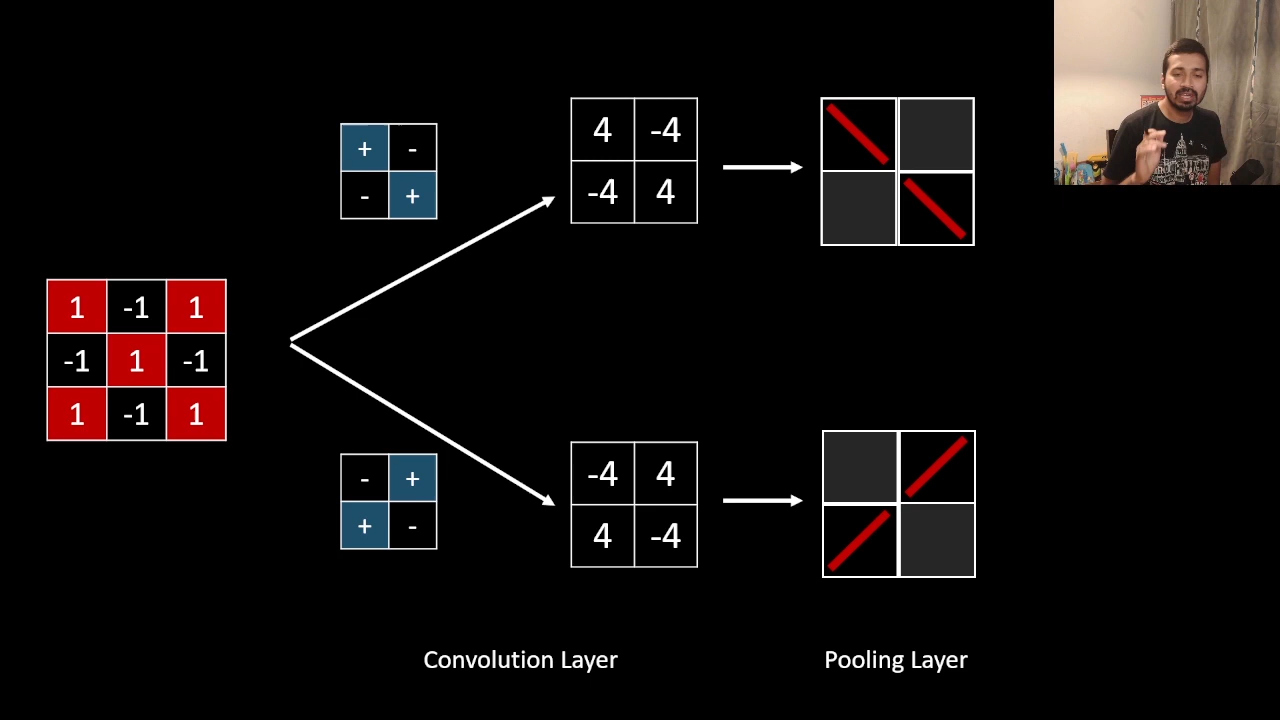 1 -1 1
-1 1 -1
1 -1 1
+ -
- +
4 -4
-4 4
- +
+ -
-4 4
4 -4
Convolution Layer
Pooling Layer